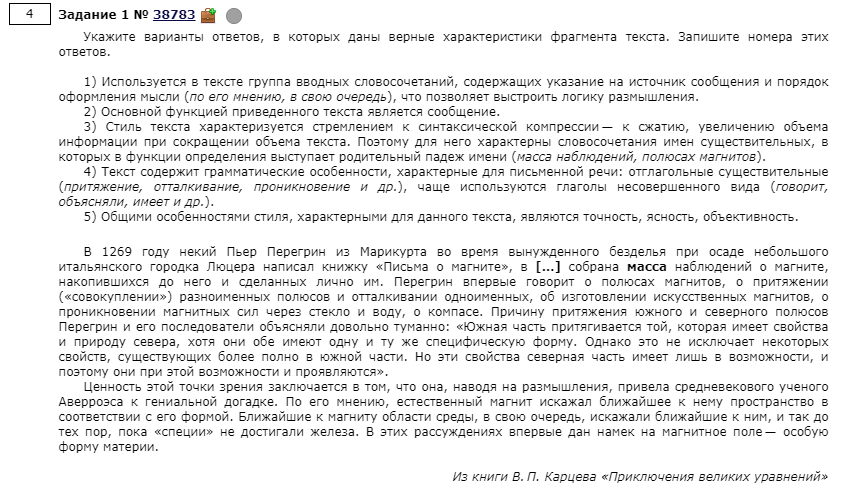 4
Задание 1 № 38783
Укажите варианты ответов, в которых даны верные характеристики фрагмента текста. Запишите номера этих
ответов.
1) Используется в тексте группа вводных словосочетаний, содержащих указание на источник сообщения и порядок
оформления мысли (по его мнению, в свою очередь), что позволяет выстроить логику размышления.
2) Основной функцией приведенного текста является сообщение.
3) Стиль текста характеризуется стремлением к синтаксической компрессии — к сжатию, увеличению объема
информации при сокращении объема текста. Поэтому для него характерны словосочетания имен существительных, в
которых в функции определения выступает родительный падеж имени (масса наблюдений, полюсах магнитов).
4) Текст содержит грамматические особенности, характерные для письменной речи: отглагольные существительные
(притяжение, отталкивание, проникновение и др.), чаще используются глаголы несовершенного вида (говорит,
объясняли, имеет и др.).
5) Общими особенностями стиля, характерными для данного текста, являются точность, ясность, объективность.
В 1269 году некий Пьер Перегрин из Марикурта во время вынужденного безделья при осаде небольшого
итальянского городка Люцера написал книжку «Письма о магните», в [...] собрана масса наблюдений о магните,
накопившихся до него и сделанных лично им. Перегрин впервые говорит о полюсах магнитов, о притяжении
(«совокуплении») разноименных полюсов и отталкивании одноименных, об изготовлении искусственных магнитов, о
проникновении магнитных сил через стекло и воду, о компасе. Причину притяжения южного и северного полюсов
Перегрин и его последователи объясняли довольно туманно: «Южная часть притягивается той, которая имеет свойства
и природу севера, хотя они обе имеют одну и ту же специфическую форму. Однако это не исключает некоторых
свойств, существующих более полно в южной части. Но эти свойства северная часть имеет лишь в возможности, и
поэтому они при этой возможности и проявляются».
Ценность этой точки зрения заключается в том, что она, наводя на размышления, привела средневекового ученого
Аверроэса к гениальной догадке. По его мнению, естественный магнит искажал ближайшее к нему пространство в
соответствии с его формой. Ближайшие к магниту области среды, в свою очередь, искажали ближайшие к ним, и так до
тех пор, пока «специи» не достигали железа. В этих рассуждениях впервые дан намек на магнитное поле — особую
форму материи.
Из книги В. П. Карцева «Приключения великих уравнений»